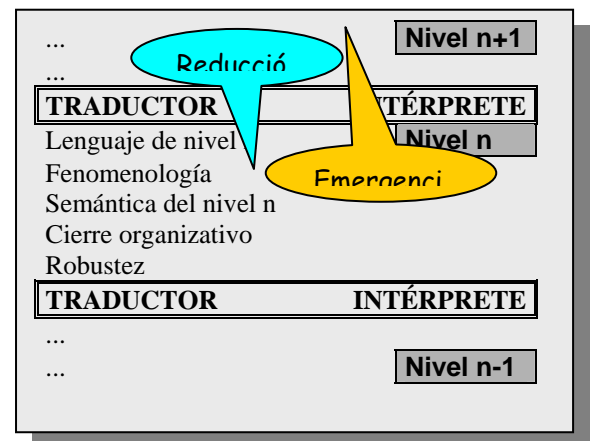 ... Nivel n+1
Reducció
...
TRADUCTOR NTÉRPRETE
Lenguaje de nivel Nivel n
Fenomenología
Emergenci
Semántica del nivel n
Cierre organizativo
Robustez
TRADUCTOR INTÉRPRETE
...
... Nivel n-1